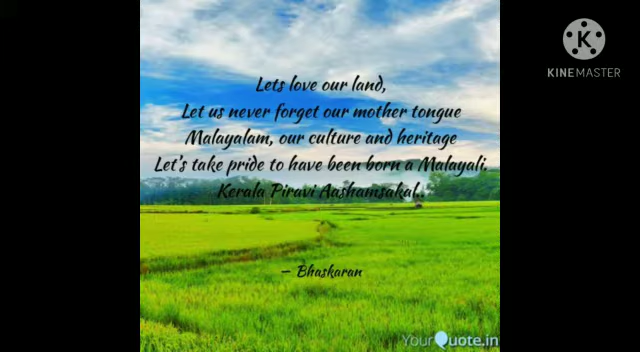 KINEMASTER
Lets love our land,
Let us never forget our mother tongue
Malayalam, our culture and heritage
Let's take pride to have been born a Malayali.
Kerala Piravi Aashamsakal..
— Bhaskaran
YourQuote.in